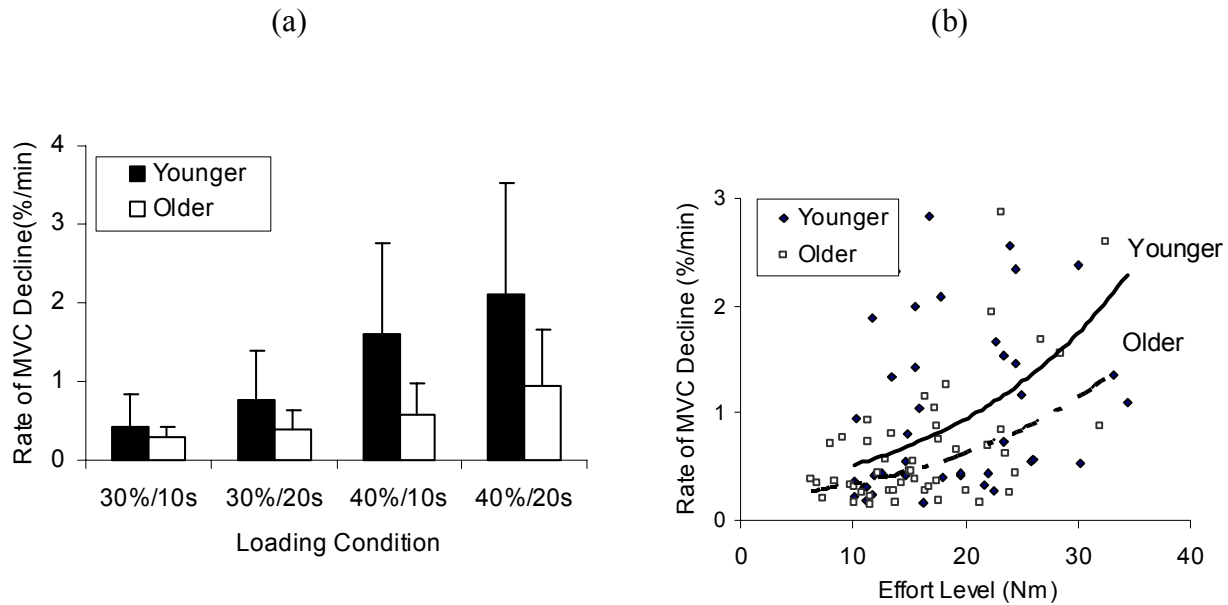 (a)
(b)
Rate of MVC Decline(%/min)
4
3
2
1
0
Younger
Older
30%/10s
30%/20s
40%/10s
40%/20s
Loading Condition
Rate of MVC Decline (%/min)
3
2
1
0
Younger
Older
Younger
Older
0
10
20
30
40
Effort Level (Nm)